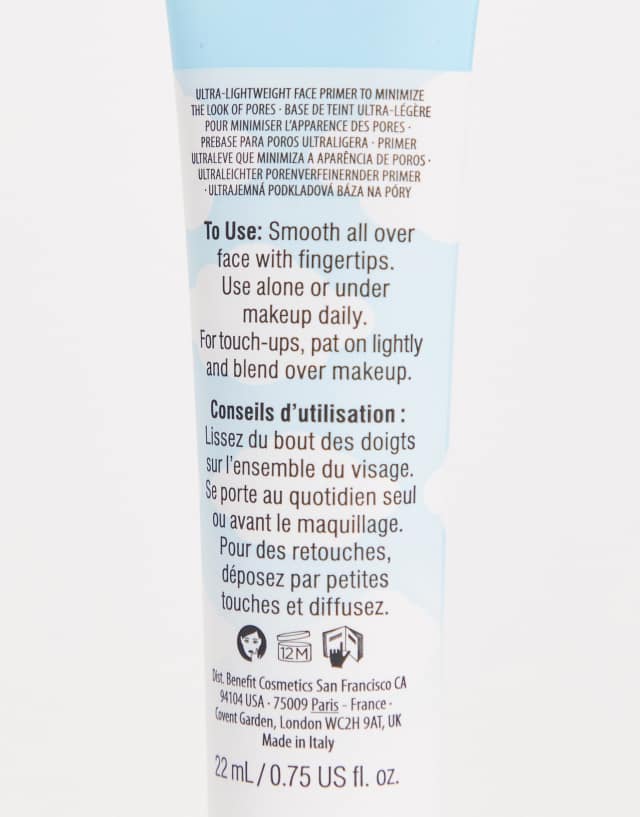 ULTRA-LIGHTWEIGHT FACE PRIMER TO MINIMIZE
THE LOOK OF PORES · BASE DE TEINT ULTRA-LÉGÈRE
POUR MINIMISER L'APPARENCE DES PORES ·
PREBASE PARA POROS ULTRALIGERA · PRIMER
ULTRALEVE QUE MINIMIZA A APARÊNCIA DE POROS ·
ULTRALEICHTER PORENVERFEINERNDER PRIMER
· ULTRAJEMNÁ PODKLADOVÁ BÁZA NA PÓRY
To Use: Smooth all over
face with fingertips.
Use alone or under
makeup daily.
For touch-ups, pat on lightly
and blend over makeup.
Conseils d'utilisation :
Lissez du bout des doigts
sur l'ensemble du visage.
Se porte au quotidien seul
ou avant le maquillage.
Pour des retouches,
déposez par petites
touches et diffusez.
12M
Dist. Benefit Cosmetics San Francisco CA
94104 USA · 75009 Paris - France ·
Covent Garden, London WC2H 9AT, UK
Made in Italy
22 mL / 0.75 US fl. oz.